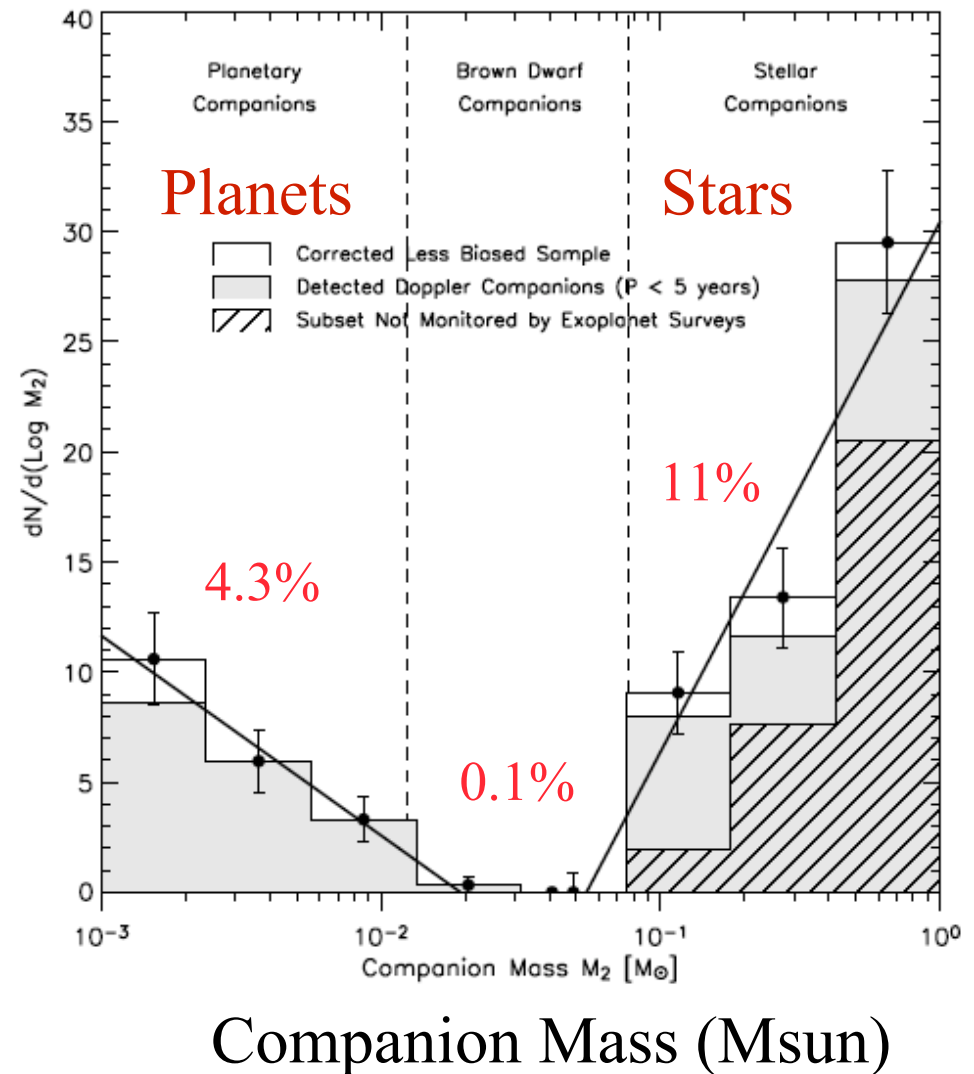 40
35
30
25
20
15
10
5
0
dN/d(Log M₂)
Planetary
Companions
Brown Dwarf
Companions
Stellar
Companions
Planets
Stars
Corrected Less Biased Sample
Detected Doppler Companions (P < 5 years)
Subset Not Monitored by Exoplanet Surveys
11%
4.3%
0.1%
10⁻³
10⁻²
10⁻¹
10⁰
Companion Mass M₂ [M☉]
Companion Mass (Msun)